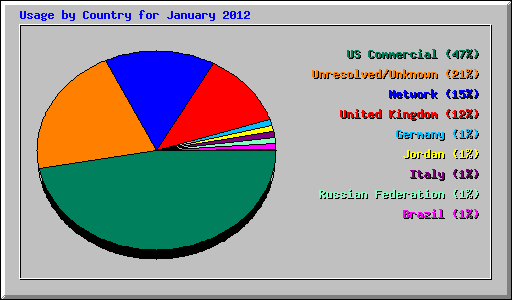 Usage by Country for January 2012
US Commercial (47%)
Unresolved/Unknown (21%)
Network (15%)
United Kingdom (12%)
Germany (1%)
Jordan (1%)
Italy (1%)
Russian Federation (1%)
Brazil (1%)